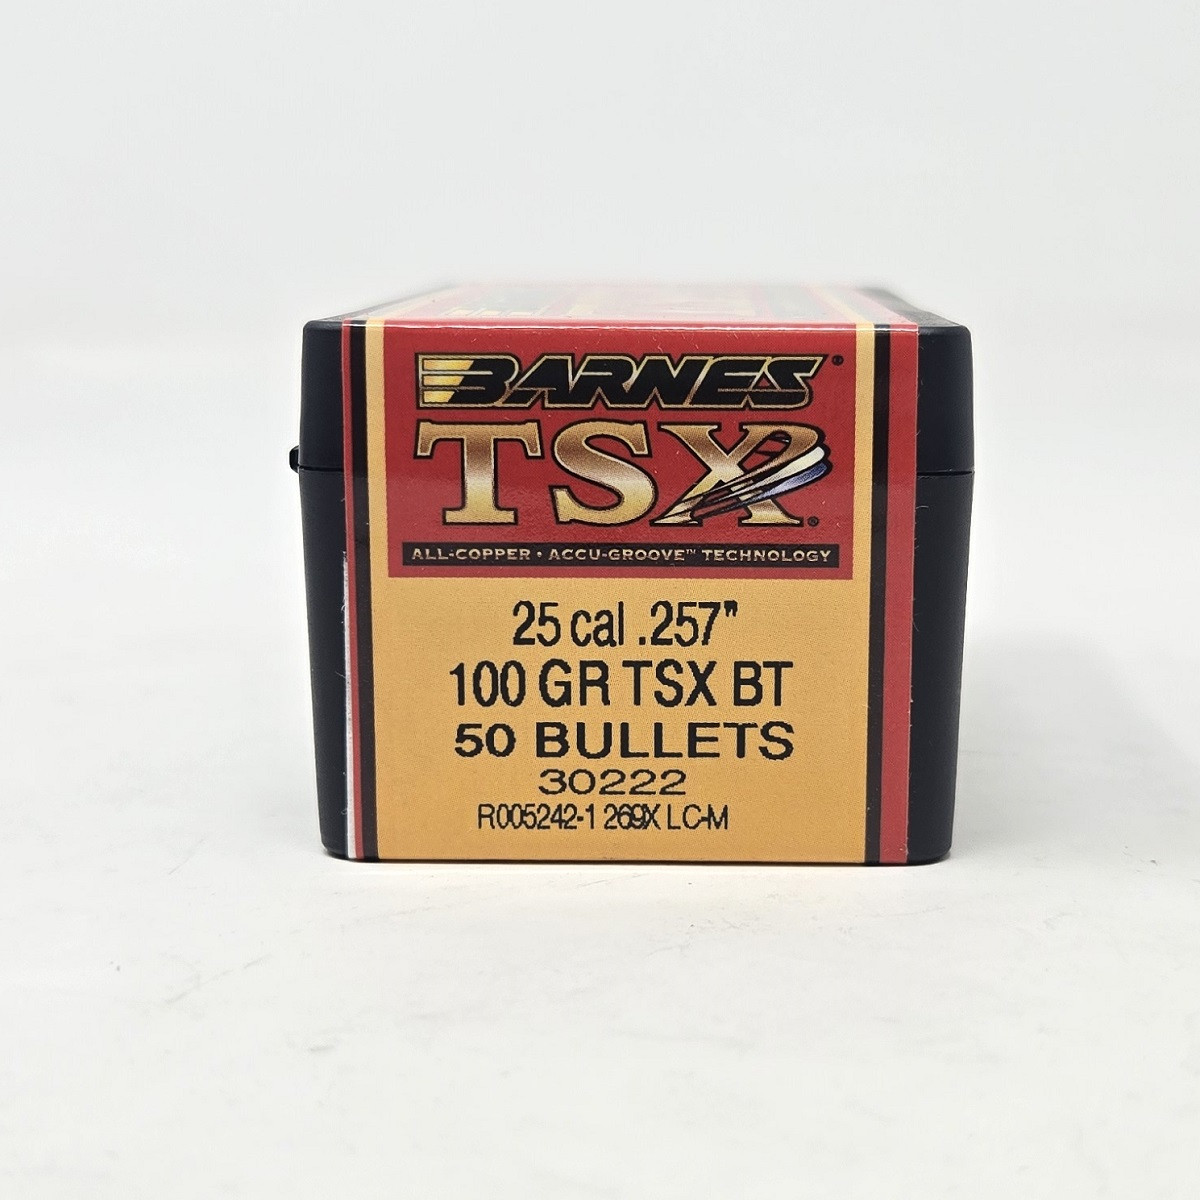 BARNES®
TSX®
ALL-COPPER • ACCU-GROOVE™ TECHNOLOGY
25 cal .257"
100 GR TSX BT
50 BULLETS
30222
R005242-1 269X LC-M